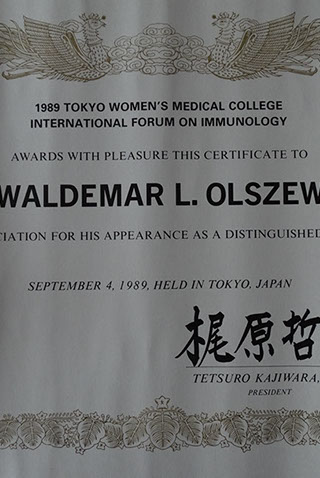 1989 TOKYO WOMEN'S MEDICAL COLLEGE
INTERNATIONAL FORUM ON IMMUNOLOGY
AWARDS WITH PLEASURE THIS CERTIFICATE TO
WALDEMAR L. OLSZEW
CIATION FOR HIS APPEARANCE AS A DISTINGUISHED
SEPTEMBER 4, 1989, HELD IN TOKYO, JAPAN
梶原哲
TETSURO KAJIWARA,
PRESIDENT